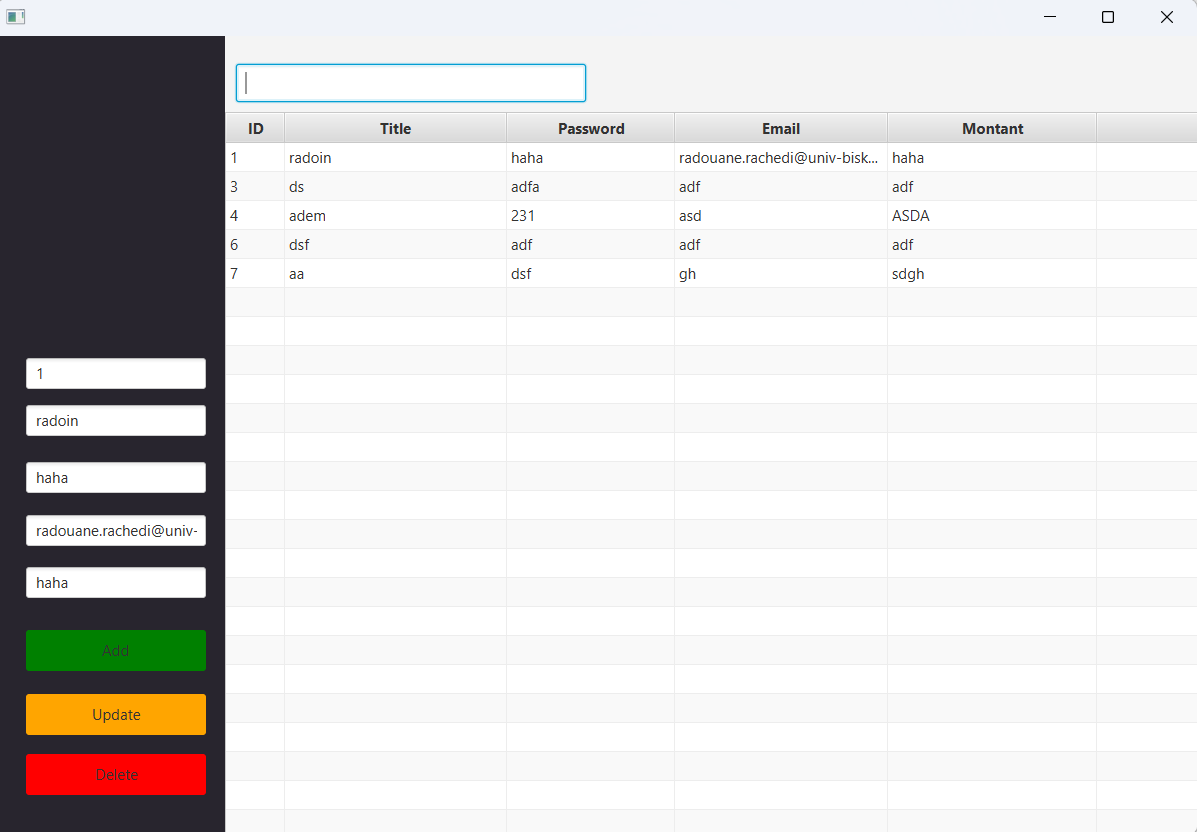 ID Title Password Email Montant
1 radoin haha radouane.rachedi@univ-bisk... haha
3 ds adfa adf adf
4 adem 231 asd ASDA
6 dsf adf adf adf
7 aa dsf gh sdgh
1
radoin
haha
radouane.rachedi@univ-
haha
Add
Update
Delete